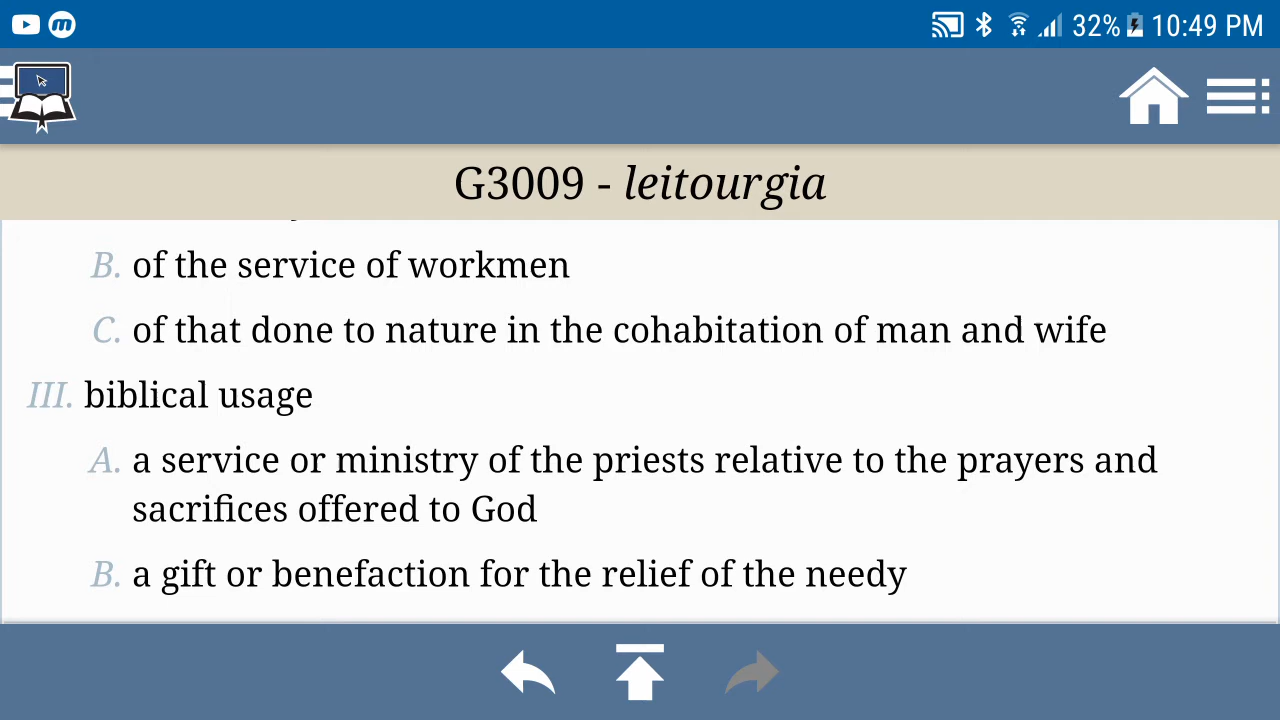 32% 10:49 PM
G3009 - leitourgia
B. of the service of workmen
C. of that done to nature in the cohabitation of man and wife
III. biblical usage
A. a service or ministry of the priests relative to the prayers and
sacrifices offered to God
B. a gift or benefaction for the relief of the needy